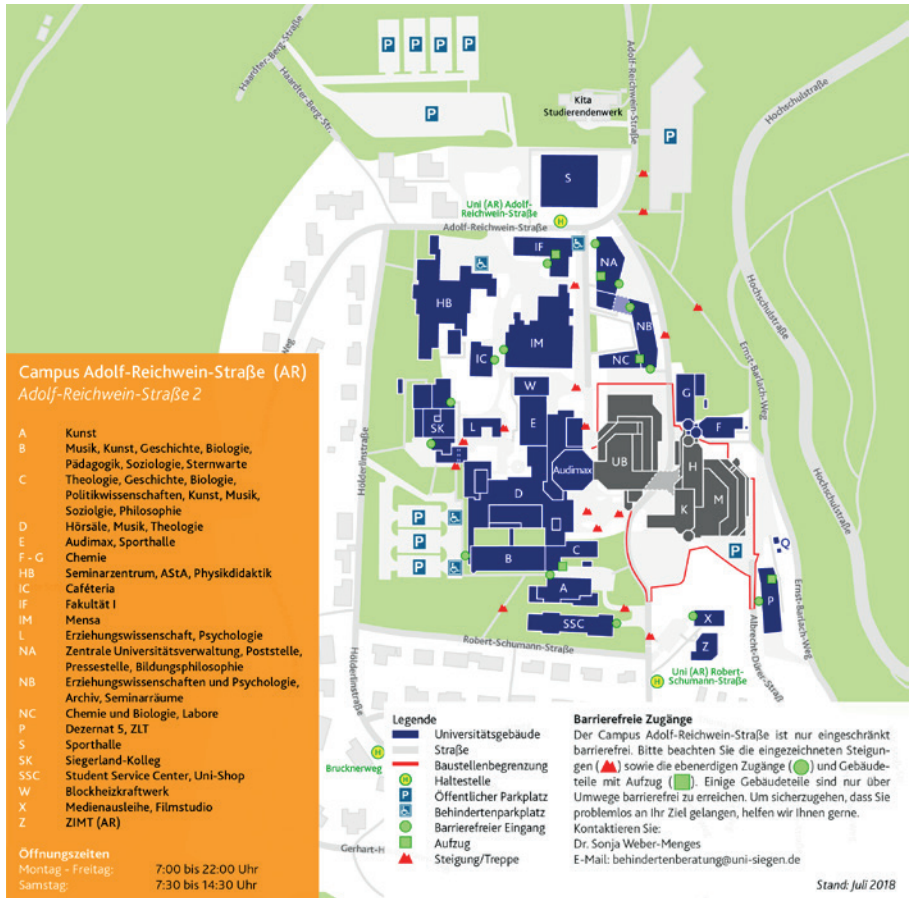 Haardter-Berg-Straße
Haardter-Berg-Str.
P P P P
P
Kita
Studierendenwerk
Adolf-Reichwein-Straße
P
Hochschulstraße
S
Uni (AR) Adolf-
Reichwein-Straße
H
Adolf-Reichwein-Straße
IF
NA
HB
IM
NB
IC
NC
Hochschulstraße
Ernst-Barlach-Weg
Weg
W
G
F
SK
L
E
Hölderlinstraße
UB
H
Audimax
D
K
M
Hochschulstraße
P
P
P
B
C
A
P
Q
P
SSC
X
Z
Robert-Schumann-Straße
Albrecht-Dürer-Straß
Ernst-Barlach-Weg
Hölderlinstraße
Uni (AR) Robert-
Schumann-Straße
H
H
Brucknerweg
Gerhart-H
Campus Adolf-Reichwein-Straße (AR)
Adolf-Reichwein-Straße 2
A Kunst
B Musik, Kunst, Geschichte, Biologie,
Pädagogik, Soziologie, Sternwarte
C Theologie, Geschichte, Biologie,
Politikwissenschaften, Kunst, Musik,
Soziolgie, Philosophie
D Hörsäle, Musik, Theologie
E Audimax, Sporthalle
F - G Chemie
HB Seminarzentrum, AStA, Physikdidaktik
IC Caféteria
IF Fakultät I
IM Mensa
L Erziehungswissenschaft, Psychologie
NA Zentrale Universitätsverwaltung, Poststelle,
Pressestelle, Bildungsphilosophie
NB Erziehungswissenschaften und Psychologie,
Archiv, Seminarräume
NC Chemie und Biologie, Labore
P Dezernat 5, ZLT
S Sporthalle
SK Siegerland-Kolleg
SSC Student Service Center, Uni-Shop
W Blockheizkraftwerk
X Medienausleihe, Filmstudio
Z ZIMT (AR)
Öffnungszeiten
Montag - Freitag: 7:00 bis 22:00 Uhr
Samstag: 7:30 bis 14:30 Uhr
Legende
Universitätsgebäude
Straße
Baustellenbegrenzung
H Haltestelle
P Öffentlicher Parkplatz
Behindertenparkplatz
Barrierefreier Eingang
Aufzug
Steigung/Treppe
Barrierefreie Zugänge
Der Campus Adolf-Reichwein-Straße ist nur eingeschränkt
barrierefrei. Bitte beachten Sie die eingezeichneten Steigun-
gen ( ) sowie die ebenerdigen Zugänge ( ) und Gebäude-
teile mit Aufzug ( ). Einige Gebäudeteile sind nur über
Umwege barrierefrei zu erreichen. Um sicherzugehen, dass Sie
problemlos an Ihr Ziel gelangen, helfen wir Ihnen gerne.
Kontaktieren Sie:
Dr. Sonja Weber-Menges
E-Mail: behindertenberatung@uni-siegen.de
Stand: Juli 2018